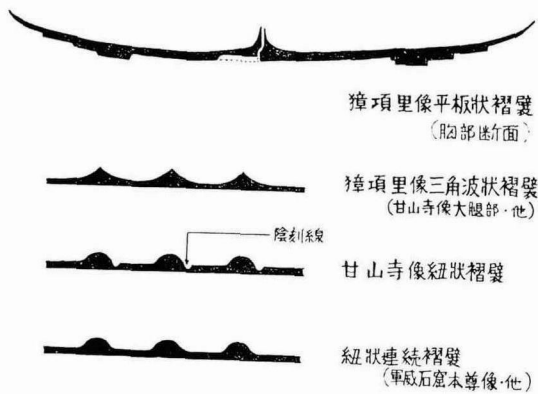 獐項里像平板状褶襞
(胸部断面)
獐項里像三角波状褶襞
(甘山寺像大腿部・他)
陰刻線
甘山寺像紐状褶襞
紐状連続褶襞
(軍威石窟本尊像・他)